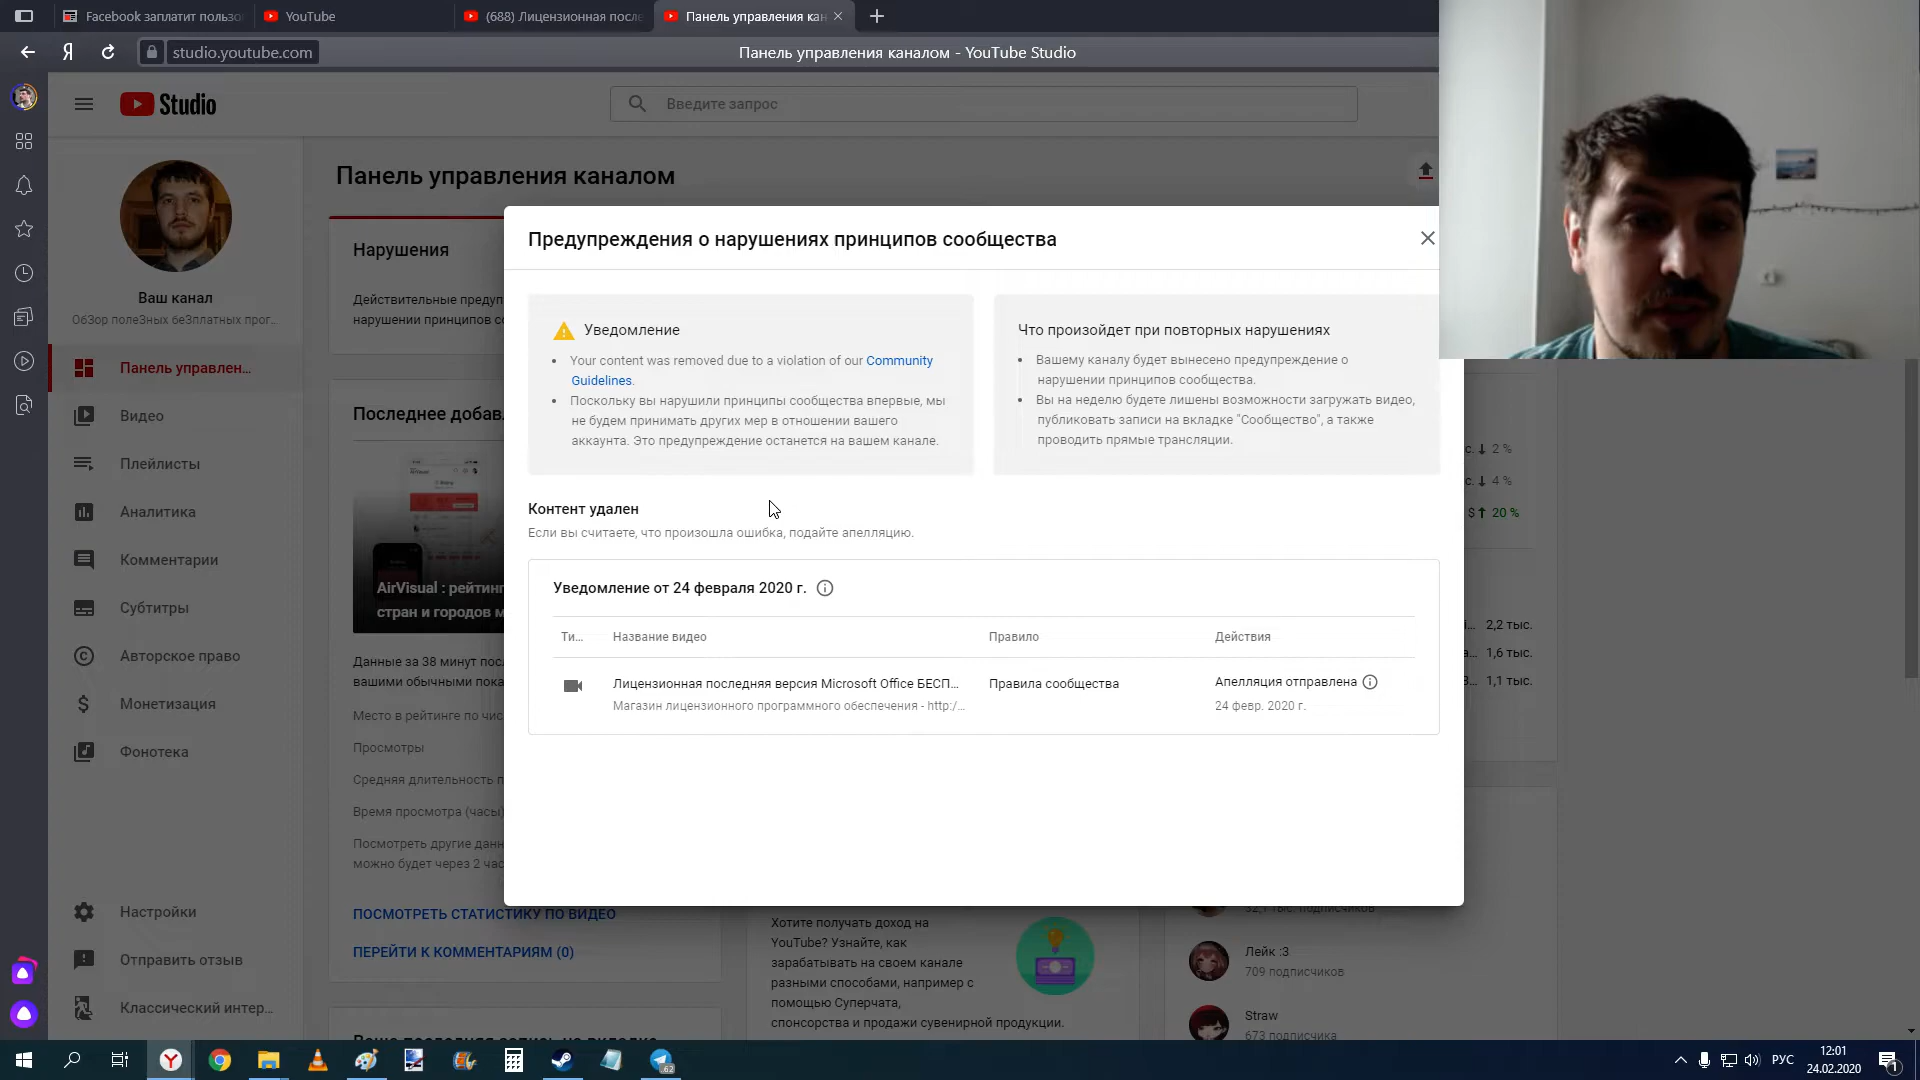 Facebook заплатит пользо
YouTube
(688) Лицензионная после
Панель управления кан
studio.youtube.com
Панель управления каналом - YouTube Studio
Studio
Введите запрос
Панель управления каналом
Ваш канал
ОбЗор полеЗных беЗплатных прог...
Панель управлен...
Видео
Плейлисты
Аналитика
Комментарии
Субтитры
Авторское право
Монетизация
Фонотека
Настройки
Отправить отзыв
Классический интер...
Нарушения
Действительные предуп
нарушении принципов со
Последнее добав
AirVisual : рейтинг
стран и городов м
Данные за 38 минут пос
вашими обычными пока
Место в рейтинге по чис
Просмотры
Средняя длительность п
Время просмотра (часы)
Посмотреть другие данн
можно будет через 2 час
ПОСМОТРЕТЬ СТАТИСТИКУ ПО ВИДЕО
ПЕРЕЙТИ К КОММЕНТАРИЯМ (0)
Предупреждения о нарушениях принципов сообщества
Уведомление
Your content was removed due to a violation of our Community
Guidelines.
Поскольку вы нарушили принципы сообщества впервые, мы
не будем принимать других мер в отношении вашего
аккаунта. Это предупреждение останется на вашем канале.
Что произойдет при повторных нарушениях
Вашему каналу будет вынесено предупреждение о
нарушении принципов сообщества.
Вы на неделю будете лишены возможности загружать видео,
публиковать записи на вкладке "Сообщество", а также
проводить прямые трансляции.
Контент удален
Если вы считаете, что произошла ошибка, подайте апелляцию.
Уведомление от 24 февраля 2020 г.
Ти... Название видео Правило Действия
Лицензионная последняя версия Microsoft Office БЕСП... Правила сообщества Апелляция отправлена
Магазин лицензионного программного обеспечения - http:/... 24 февр. 2020 г.
с. 2 %
с. 4 %
$ 20 %
i... 2,2 тыс.
а... 1,6 тыс.
В... 1,1 тыс.
Хотите получать доход на
YouTube? Узнайте, как
зарабатывать на своем канале
разными способами, например с
помощью Суперчата,
спонсорства и продажи сувенирной продукции.
32,1 тыс. подписчиков
Лейк :3
709 подписчиков
Straw
673 подписчика
62
РУС
12:01
24.02.2020
1